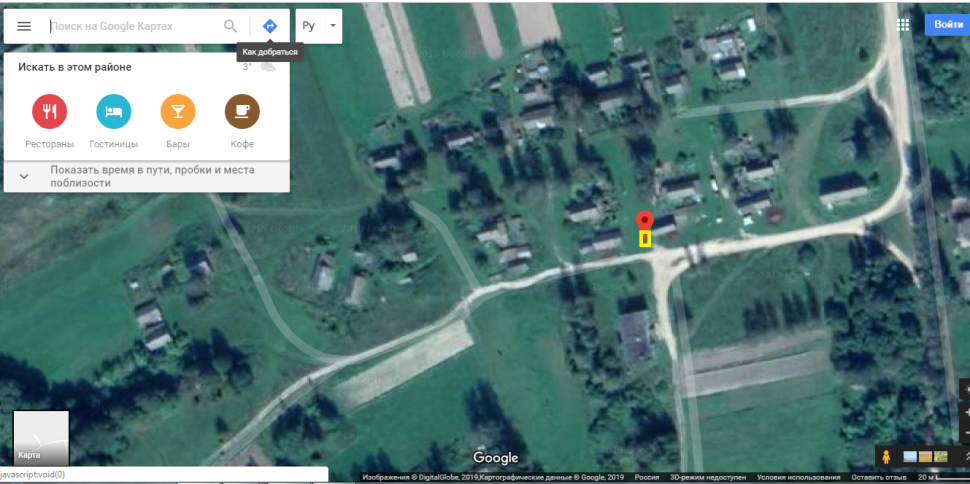 Поиск на Google Картах
Ру
Войти
Как добраться
Искать в этом районе
3°
Рестораны
Гостиницы
Бары
Кофе
Показать время в пути, пробки и места
поблизости
Карта
Google
javascript:void(0)
Изображения © DigitalGlobe, 2019,Картографические данные © Google, 2019 Россия 3D-режим недоступен Условия использования Оставить отзыв 20 м